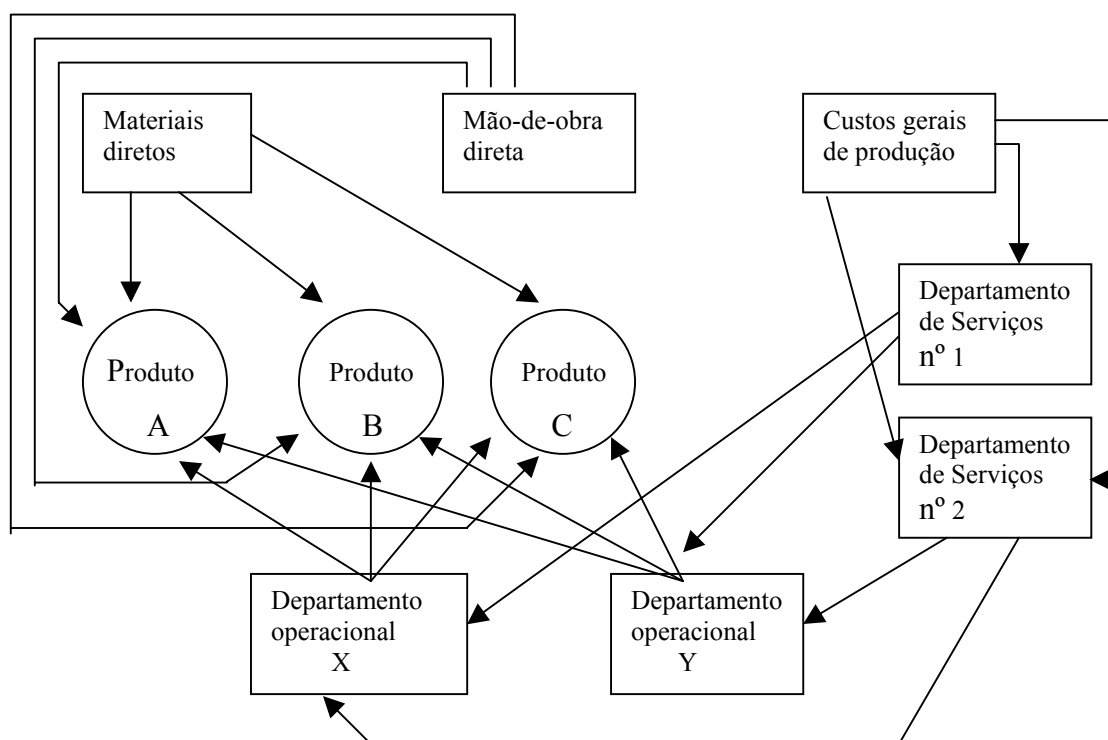 Materiais
diretos
Mão-de-obra
direta
Custos gerais
de produção
Departamento
de Serviços
nº 1
Produto
A
Produto
B
Produto
C
Departamento
de Serviços
nº 2
Departamento
operacional
X
Departamento
operacional
Y